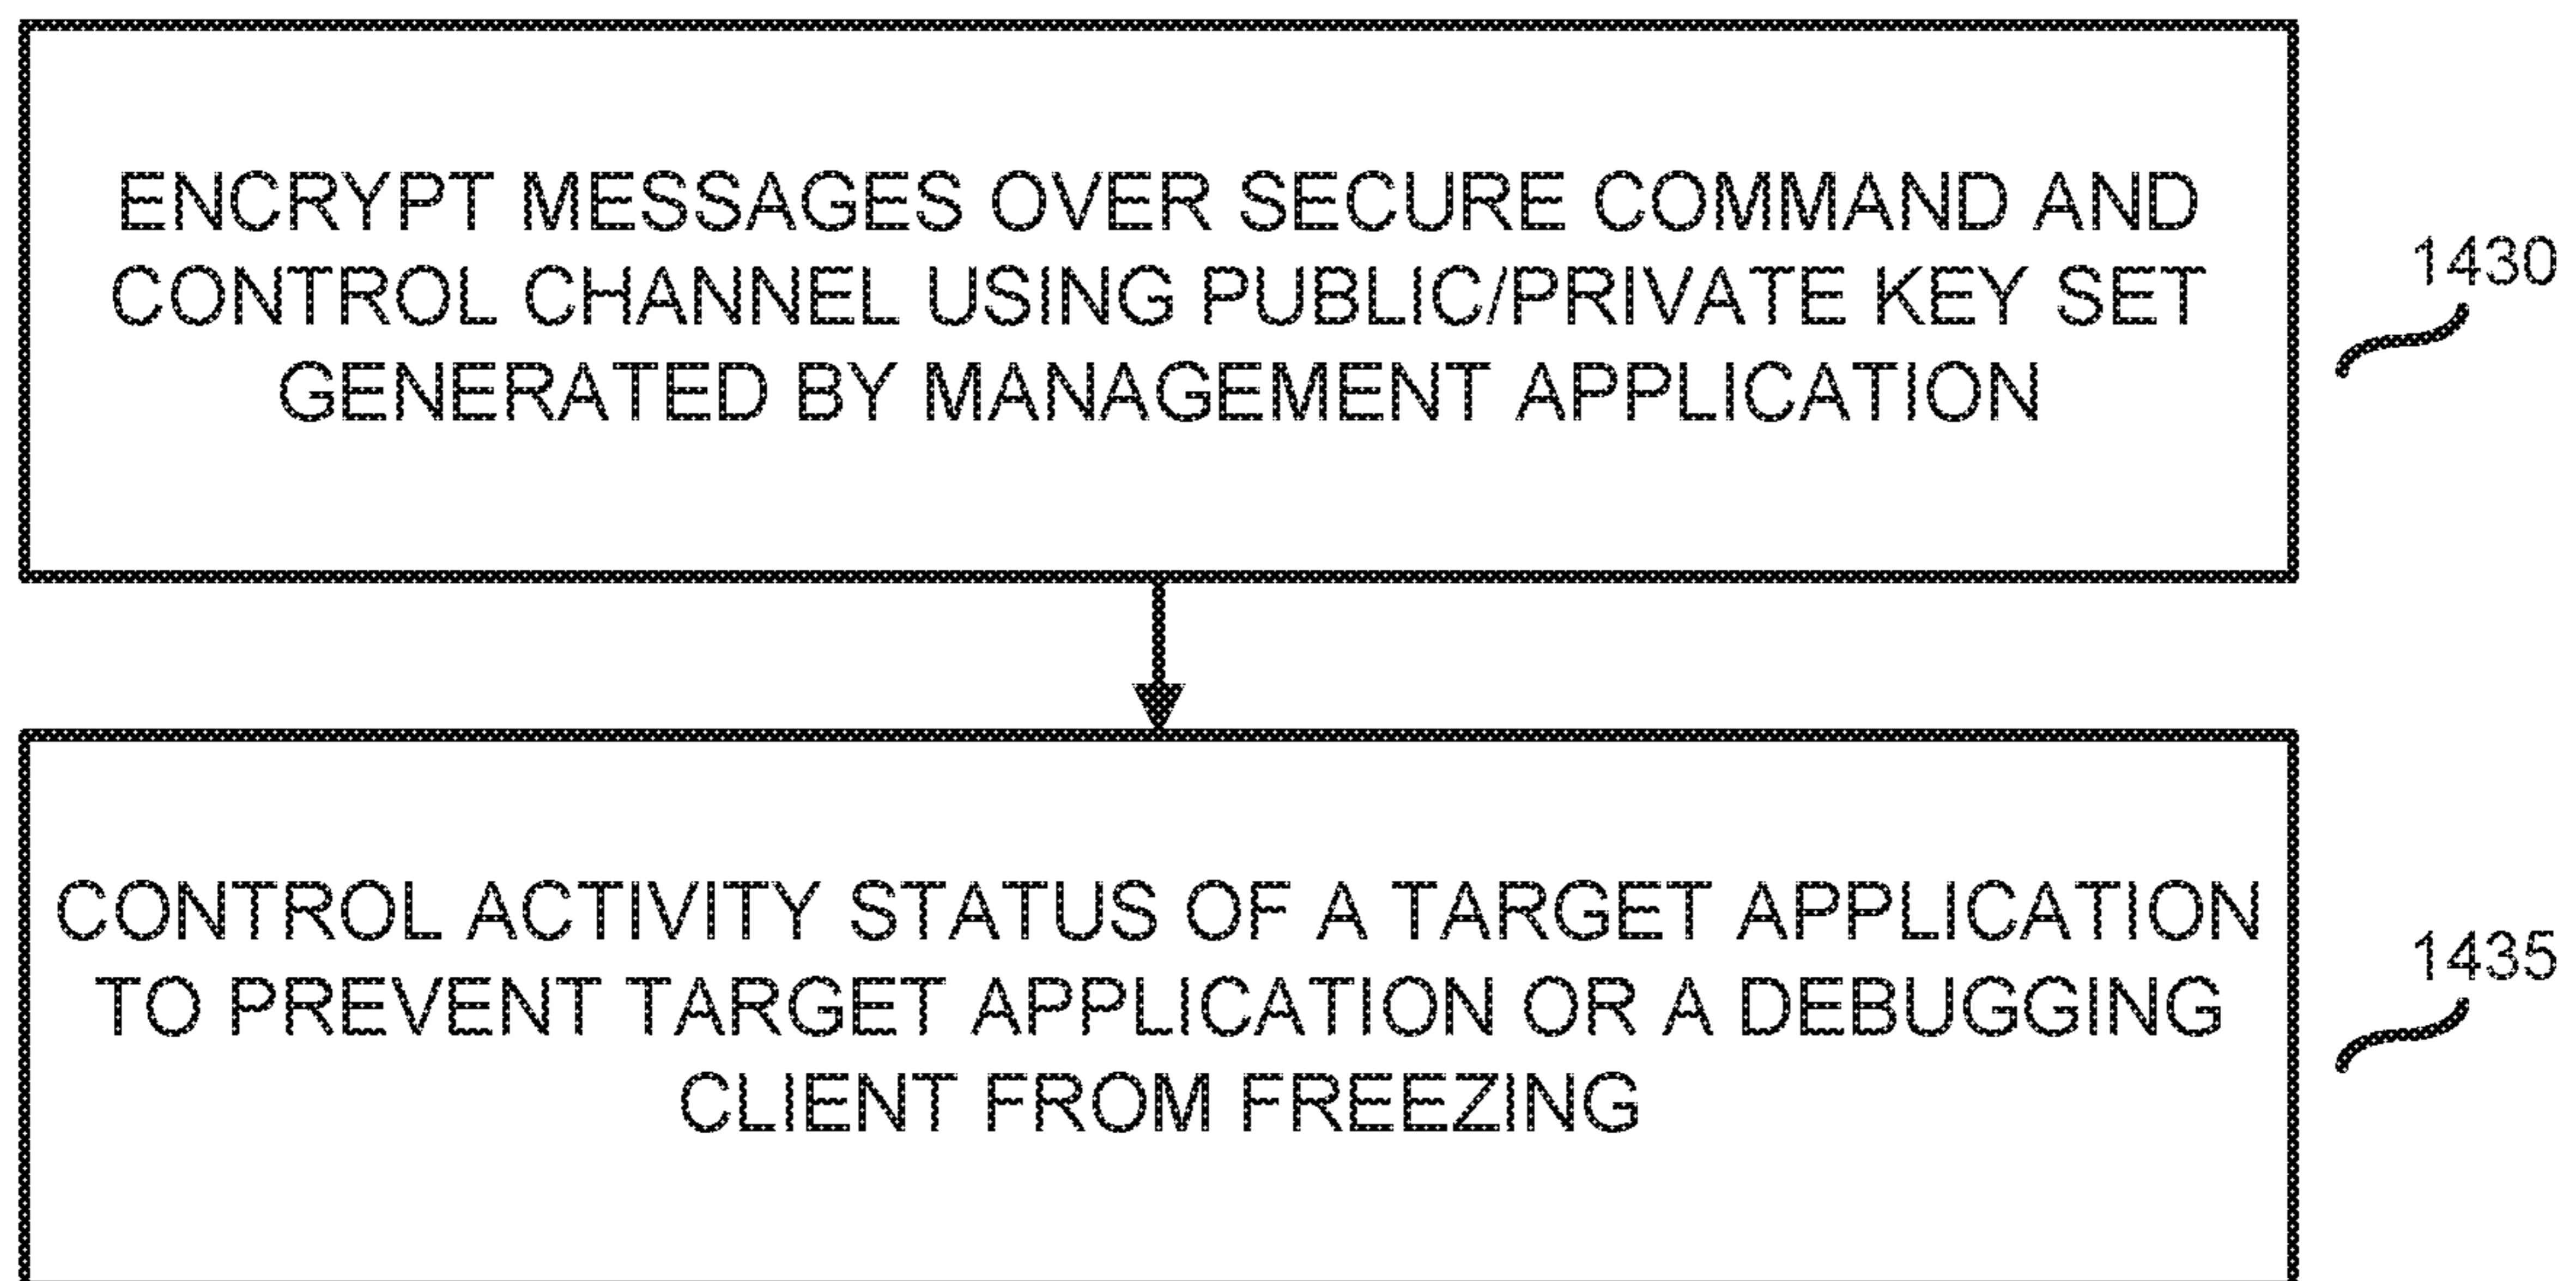 ENCRYPT MESSAGES OVER SECURE COMMAND AND
CONTROL CHANNEL USING PUBLIC/PRIVATE KEY SET
GENERATED BY MANAGEMENT APPLICATION
1430
CONTROL ACTIVITY STATUS OF A TARGET APPLICATION
TO PREVENT TARGET APPLICATION OR A DEBUGGING
CLIENT FROM FREEZING
1435